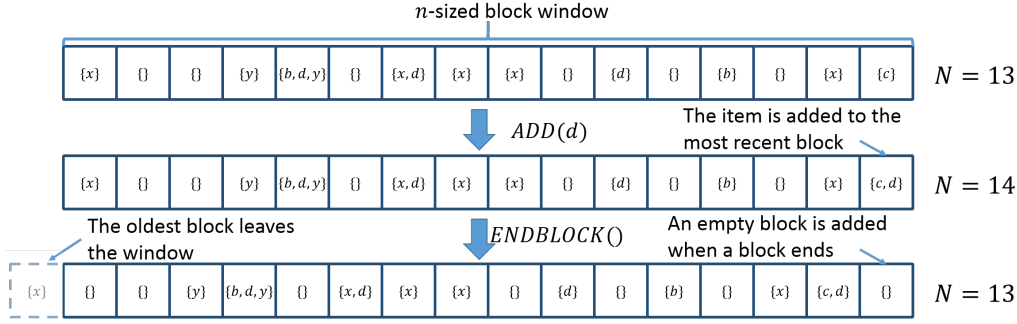 n-sized block window
{x} {} {} {y} {b, d, y} {} {x, d} {x} {x} {} {d} {} {b} {} {x} {c} N = 13
ADD(d)
The item is added to the
most recent block
{x} {} {} {y} {b, d, y} {} {x, d} {x} {x} {} {d} {} {b} {} {x} {c, d} N = 14
The oldest block leaves
the window
ENDBLOCK()
An empty block is added
when a block ends
{x} {} {} {y} {b, d, y} {} {x, d} {x} {x} {} {d} {} {b} {} {x} {c, d} {} N = 13